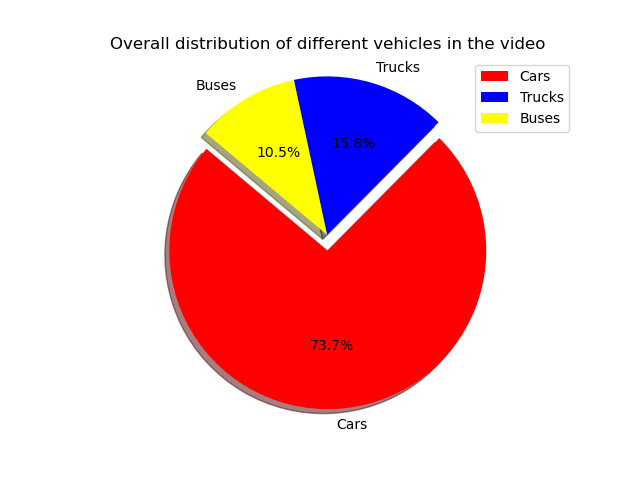 Overall distribution of different vehicles in the video
Trucks
Cars
Buses
Trucks
Buses
15.8%
10.5%
73.7%
Cars